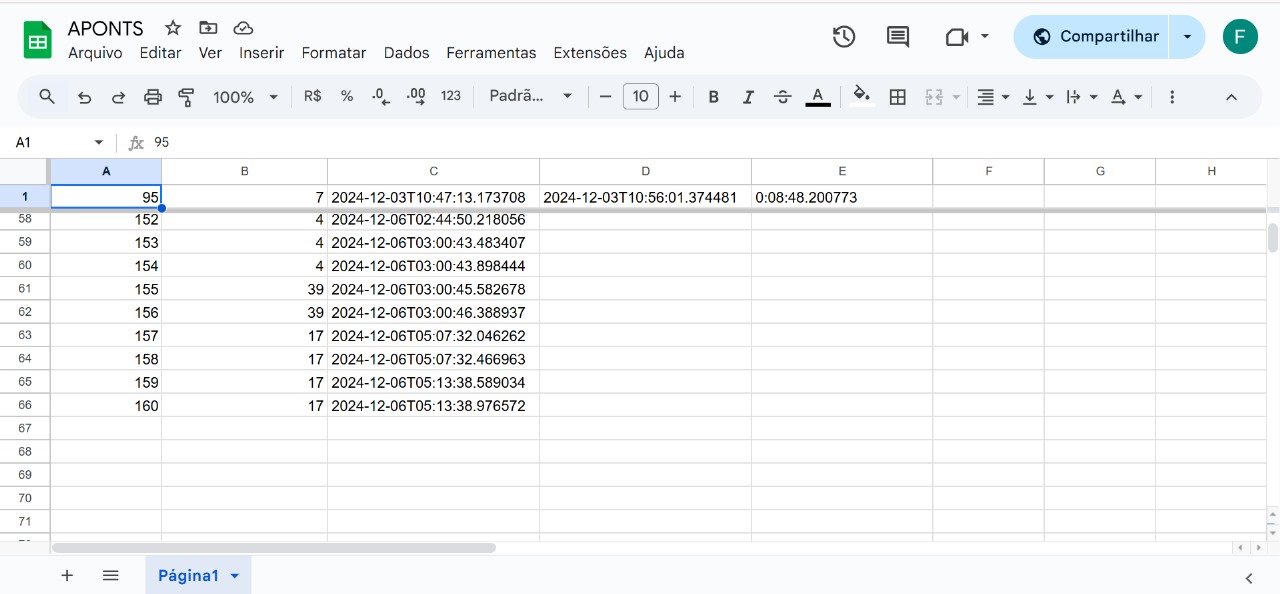 APONTS
Arquivo Editar Ver Inserir Formatar Dados Ferramentas Extensões Ajuda
Compartilhar
F
100% R$ % .0 .00 123 Padrã... 10 B I A A
A1 95
A B C D E F G H
1 95 7 2024-12-03T10:47:13.173708 2024-12-03T10:56:01.374481 0:08:48.200773
58 152 4 2024-12-06T02:44:50.218056
59 153 4 2024-12-06T03:00:43.483407
60 154 4 2024-12-06T03:00:43.898444
61 155 39 2024-12-06T03:00:45.582678
62 156 39 2024-12-06T03:00:46.388937
63 157 17 2024-12-06T05:07:32.046262
64 158 17 2024-12-06T05:07:32.466963
65 159 17 2024-12-06T05:13:38.589034
66 160 17 2024-12-06T05:13:38.976572
67
68
69
70
71
Página1